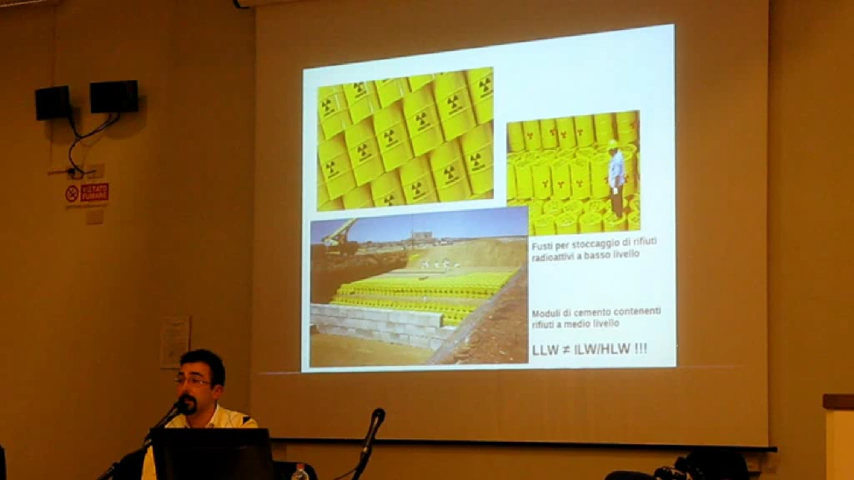 VIETATO
FUMARE
Fusti per stoccaggio di rifiuti
radioattivi a basso livello
Moduli di cemento contenenti
rifiuti a medio livello
LLW ≠ ILW/HLW !!!